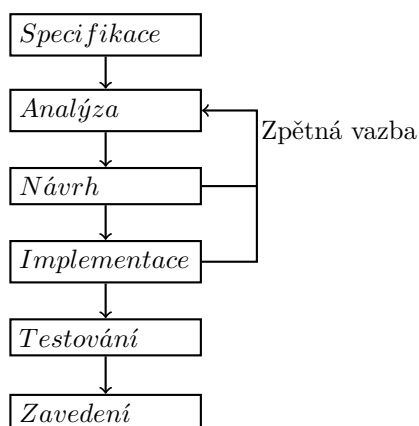 Specifikace
Analýza
Zpětná vazba
Návrh
Implementace
Testování
Zavedení